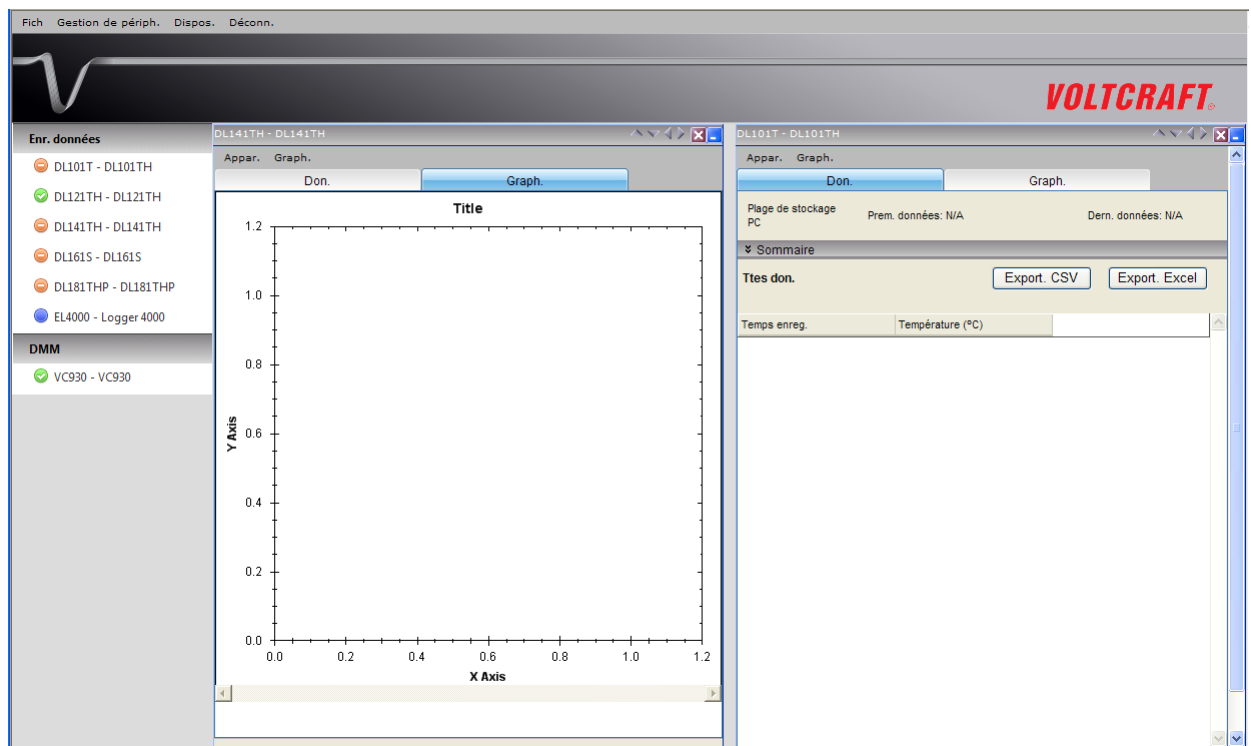 Fich Gestion de périph. Dispos. Déconn.
VOLTCRAFT®
Enr. données
DL101T - DL101TH
DL121TH - DL121TH
DL141TH - DL141TH
DL161S - DL161S
DL181THP - DL181THP
EL4000 - Logger 4000
DMM
VC930 - VC930
DL141TH - DL141TH
Appar. Graph.
Don. Graph.
Title
1.2
1.0
0.8
0.6
0.4
0.2
0.0
Y Axis
0.0 0.2 0.4 0.6 0.8 1.0 1.2
X Axis
DL101T - DL101TH
Appar. Graph.
Don. Graph.
Plage de stockage
PC
Prem. données: N/A Dern. données: N/A
Sommaire
Ttes don. Export. CSV Export. Excel
Temps enreg. Température (ºC)